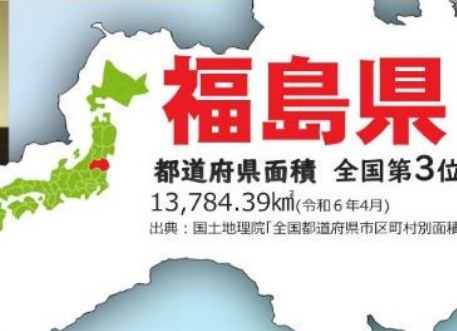 福島県
都道府県面積 全国第3位
13,784.39k㎡(令和6年4月)
出典：国土地理院「全国都道府県市区町村別面積